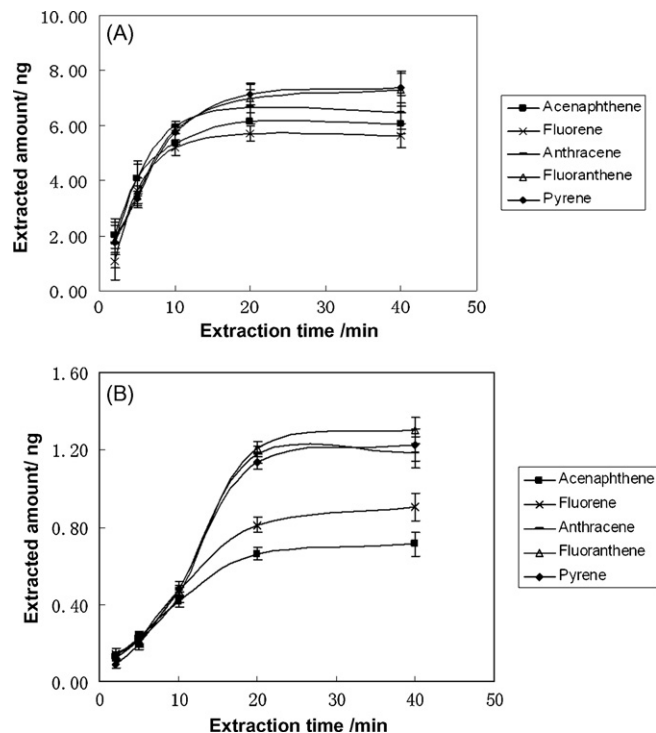 (A)
10.00
8.00
6.00
4.00
2.00
0.00
Extracted amount/ ng
0 10 20 30 40 50
Extraction time /min
Acenaphthene
Fluorene
Anthracene
Fluoranthene
Pyrene
(B)
1.60
1.20
0.80
0.40
0.00
Extracted amount/ ng
0 10 20 30 40 50
Extraction time /min
Acenaphthene
Fluorene
Anthracene
Fluoranthene
Pyrene